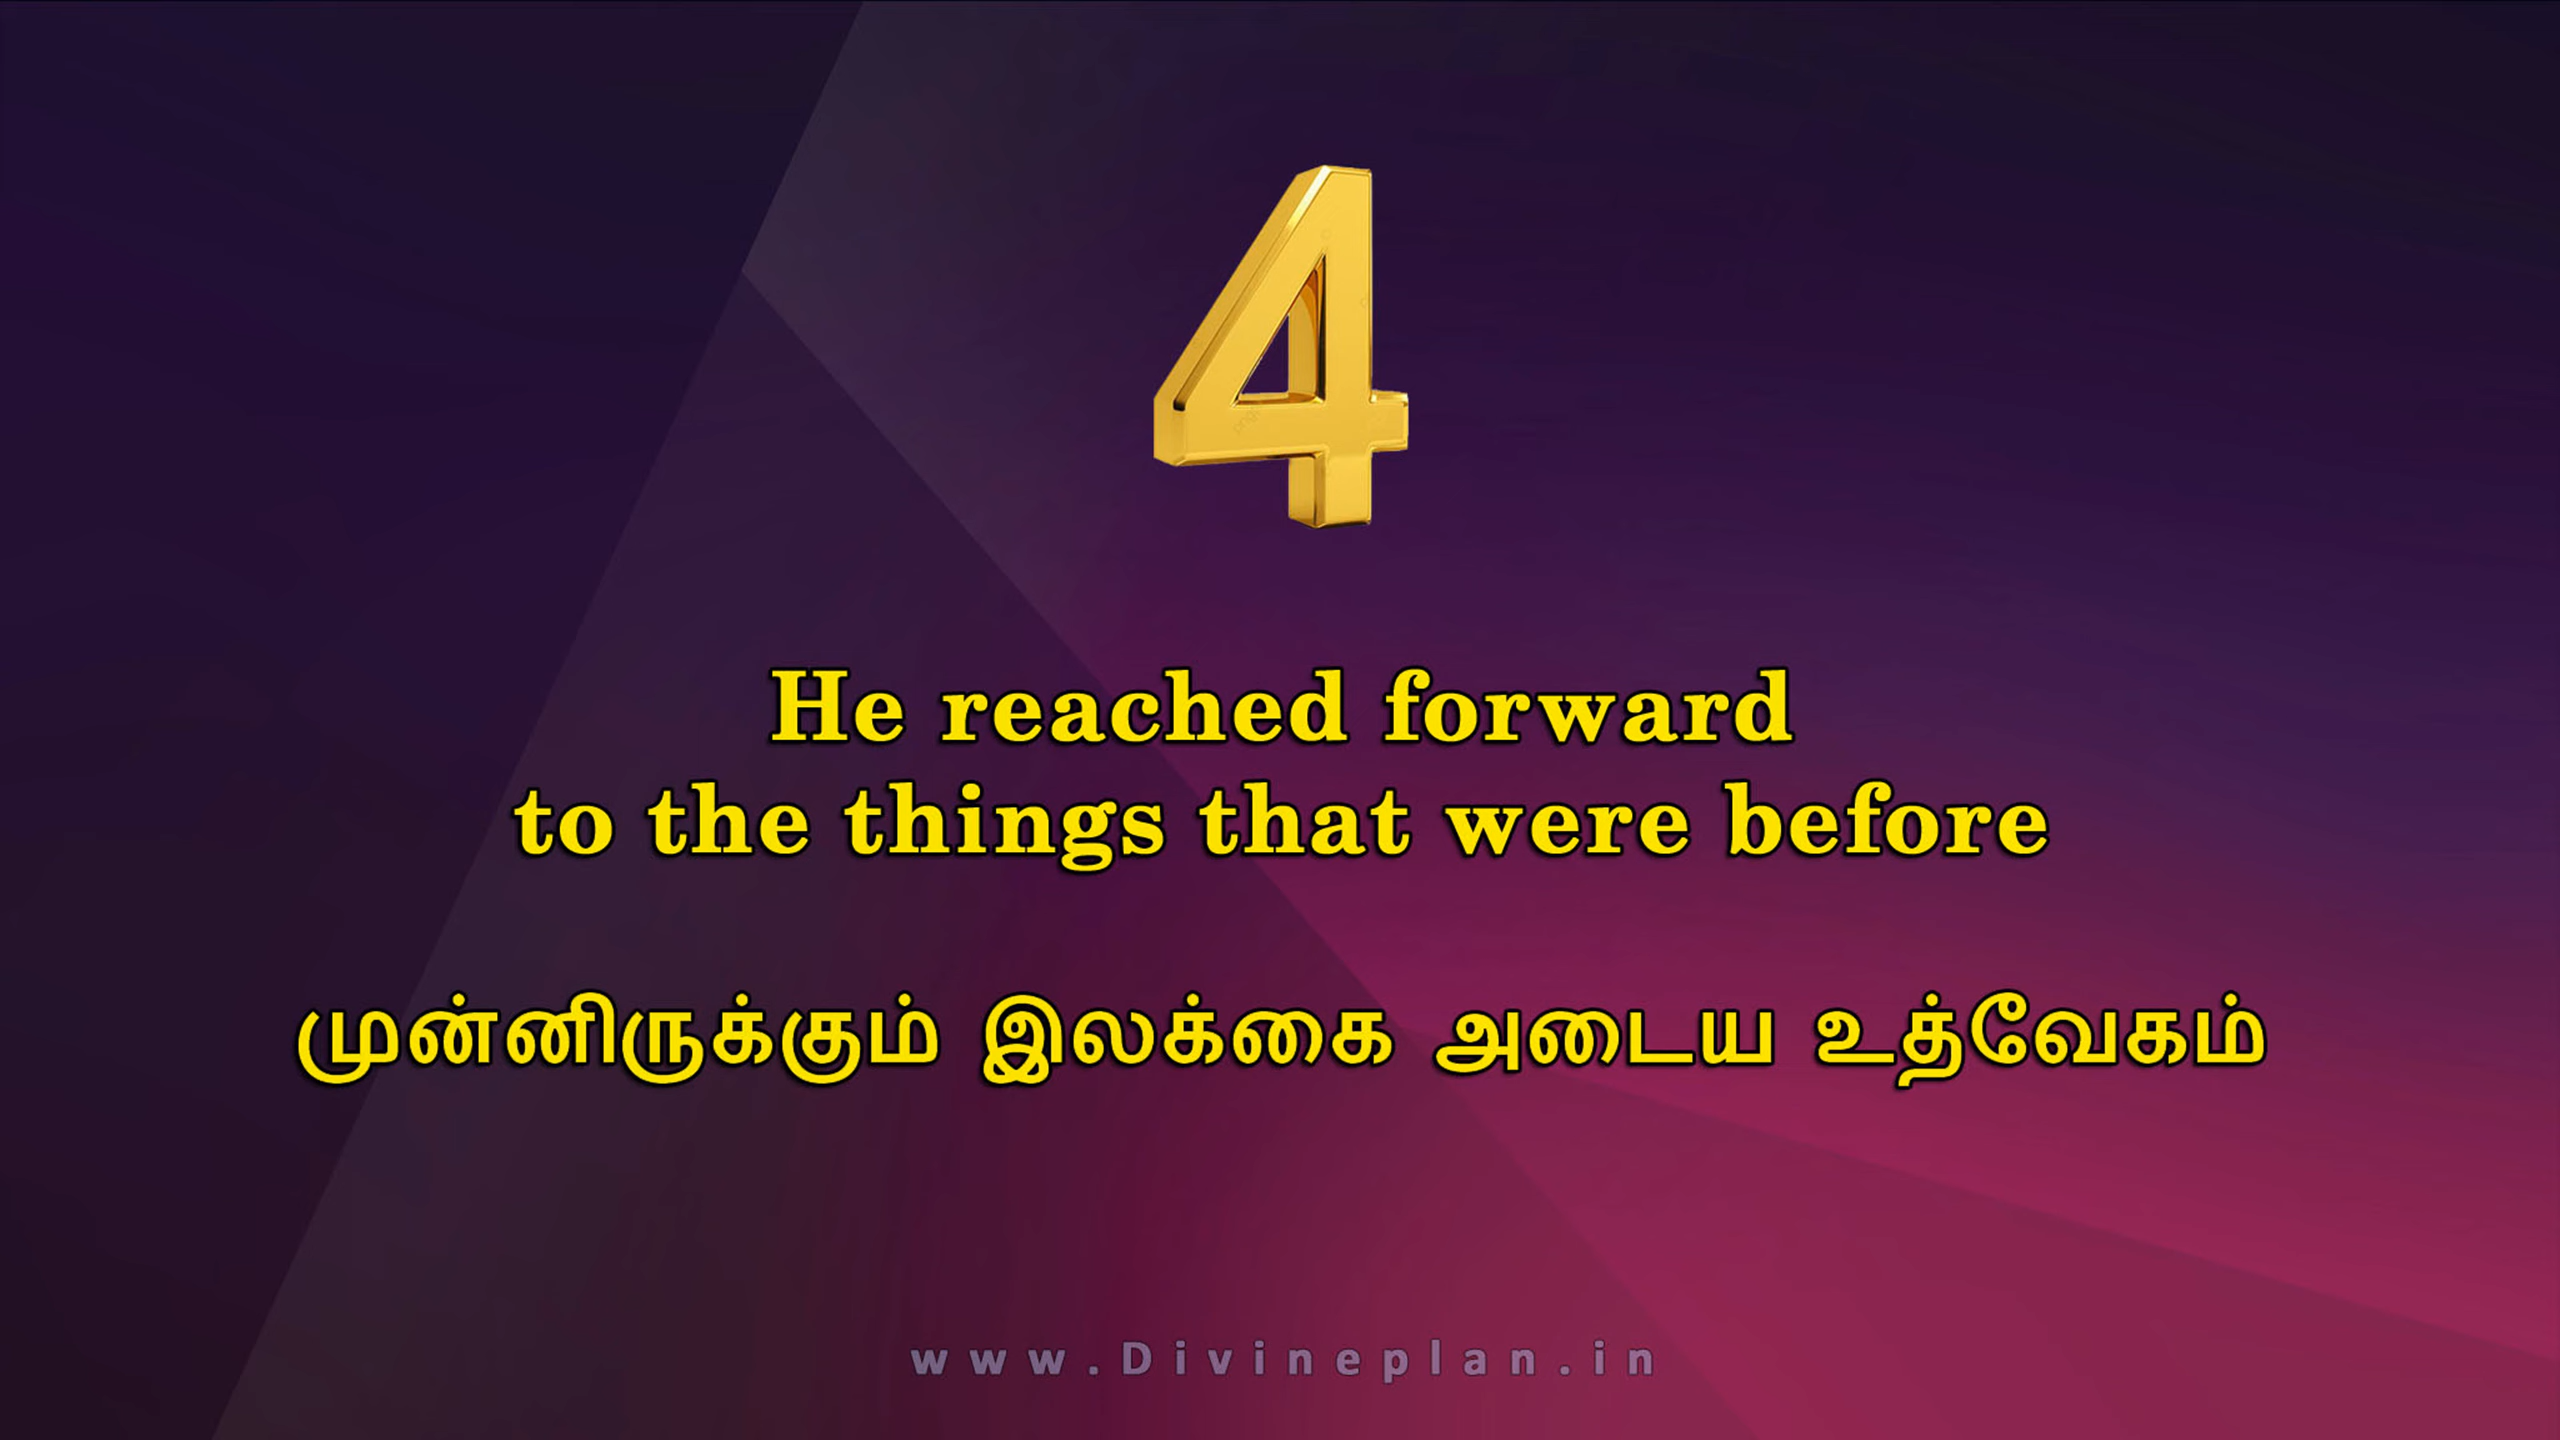 4
He reached forward
to the things that were before
முன்னிருக்கும் இலக்கை அடைய உத்வேகம்
www.Divineplan.in